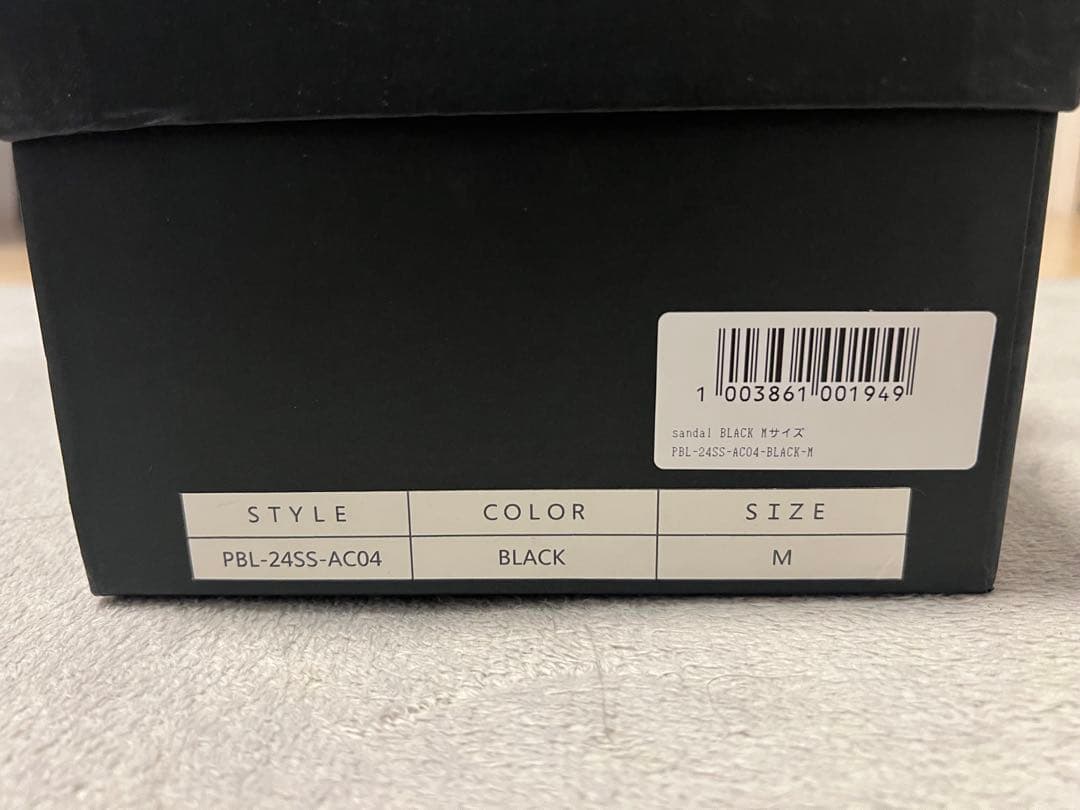 1 003861 001949
sandal BLACK Mサイズ
PBL-24SS-AC04-BLACK-M
STYLE COLOR SIZE
PBL-24SS-AC04 BLACK M